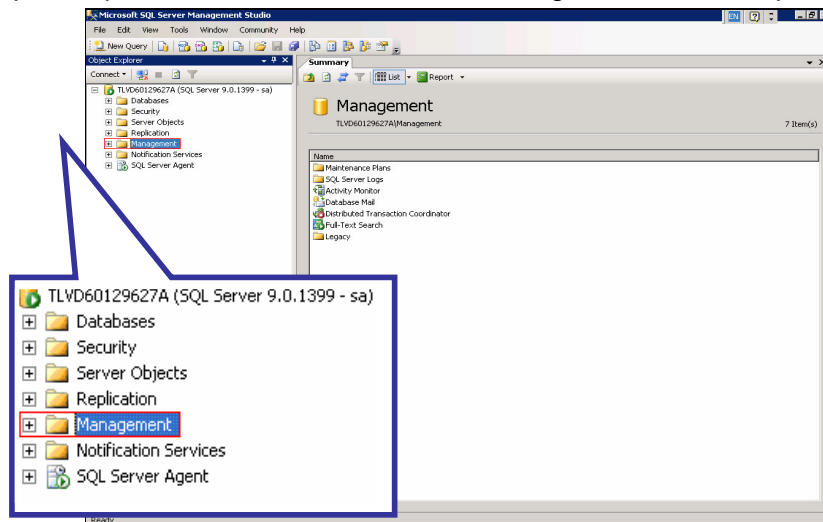 Microsoft SQL Server Management Studio
EN
File Edit View Tools Window Community Help
New Query
Object Explorer
Summary
Connect
List
Report
TLVD60129627A (SQL Server 9.0.1399 - sa)
Databases
Security
Server Objects
Replication
Management
Notification Services
SQL Server Agent
Management
TLVD60129627A\Management
7 Item(s)
Name
Maintenance Plans
SQL Server Logs
Activity Monitor
Database Mail
Distributed Transaction Coordinator
Full-Text Search
Legacy
TLVD60129627A (SQL Server 9.0.1399 - sa)
Databases
Security
Server Objects
Replication
Management
Notification Services
SQL Server Agent
Ready